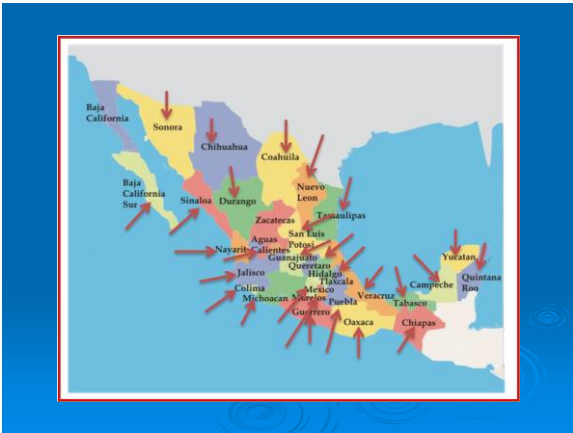 Baja
California
Sonora
Chihuahua
Coahuila
Nuevo
Leon
Baja
California
Sur
Sinaloa
Durango
Zacatecas
Tamaulipas
San Luis
Potosi
Nayarit
Aguas
Calientes
Guanajuato
Queretaro
Hidalgo
Tlaxcala
Jalisco
Colima
Michoacan
Mexico
Morelos
Puebla
Veracruz
Guerrero
Oaxaca
Tabasco
Chiapas
Campeche
Yucatan
Quintana
Roo